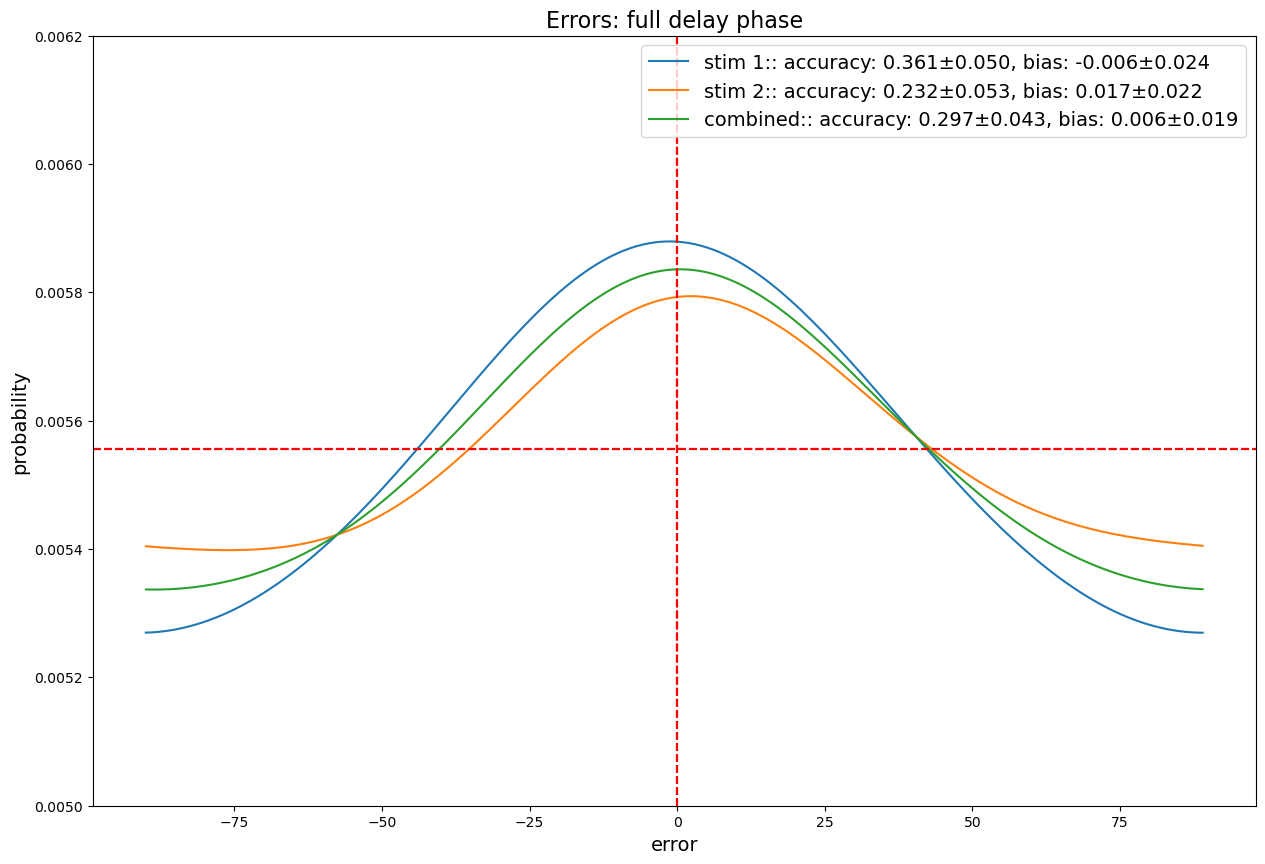 Errors: full delay phase
stim 1:: accuracy: 0.361±0.050, bias: -0.006±0.024
stim 2:: accuracy: 0.232±0.053, bias: 0.017±0.022
combined:: accuracy: 0.297±0.043, bias: 0.006±0.019
probability
0.0062
0.0060
0.0058
0.0056
0.0054
0.0052
0.0050
−75 −50 −25 0 25 50 75
error